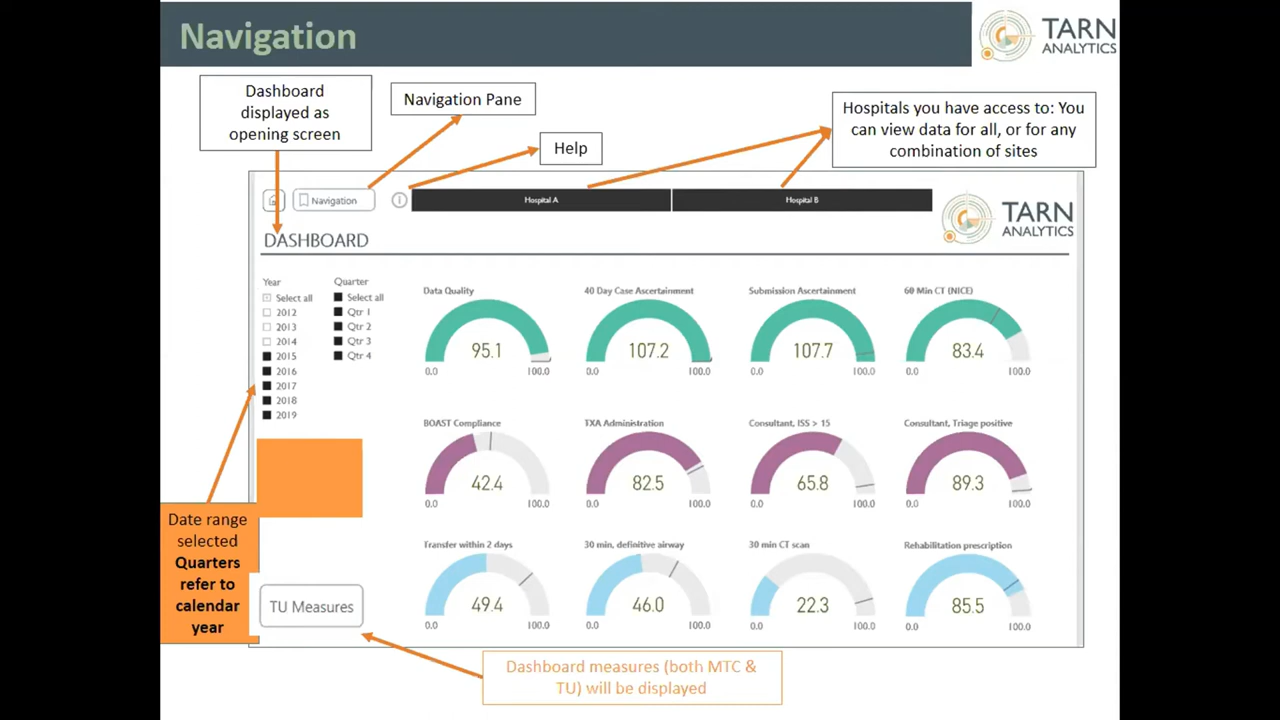 Navigation
TARN
ANALYTICS
Dashboard
displayed as
opening screen
Navigation Pane
Help
Hospitals you have access to: You
can view data for all, or for any
combination of sites
Navigation
Hospital A
Hospital B
TARN
ANALYTICS
DASHBOARD
Year
Select all
2012
2013
2014
2015
2016
2017
2018
2019
Quarter
Select all
Qtr 1
Qtr 2
Qtr 3
Qtr 4
Data Quality
95.1
0.0 100.0
40 Day Case Ascertainment
107.2
0.0 100.0
Submission Ascertainment
107.7
0.0 100.0
60 Min CT (NICE)
83.4
0.0 100.0
BOAST Compliance
42.4
0.0 100.0
TXA Administration
82.5
0.0 100.0
Consultant, ISS > 15
65.8
0.0 100.0
Consultant, Triage positive
89.3
0.0 100.0
Transfer within 2 days
49.4
0.0 100.0
30 min, definitive airway
46.0
0.0 100.0
30 min CT scan
22.3
0.0 100.0
Rehabilitation prescription
85.5
0.0 100.0
Date range
selected
Quarters
refer to
calendar
year
TU Measures
Dashboard measures (both MTC &
TU) will be displayed